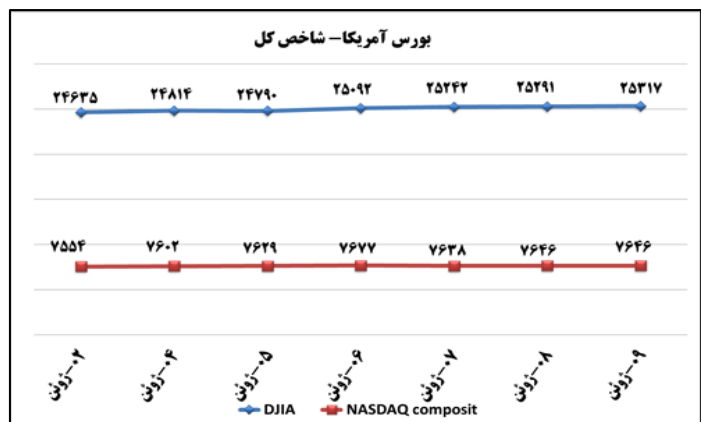 بورس آمریکا– شاخص کل
۲۴۶۳۵ ۲۴۸۱۴ ۲۴۷۹۰ ۲۵۰۹۲ ۲۵۲۴۲ ۲۵۲۹۱ ۲۵۳۱۷
۷۵۵۴ ۷۶۰۲ ۷۶۲۹ ۷۶۷۷ ۷۶۳۸ ۷۶۴۶ ۷۶۴۶
۰۲-ژوئن ۰۴-ژوئن ۰۵-ژوئن ۰۶-ژوئن ۰۷-ژوئن ۰۸-ژوئن ۰۹-ژوئن
DJIA NASDAQ composit